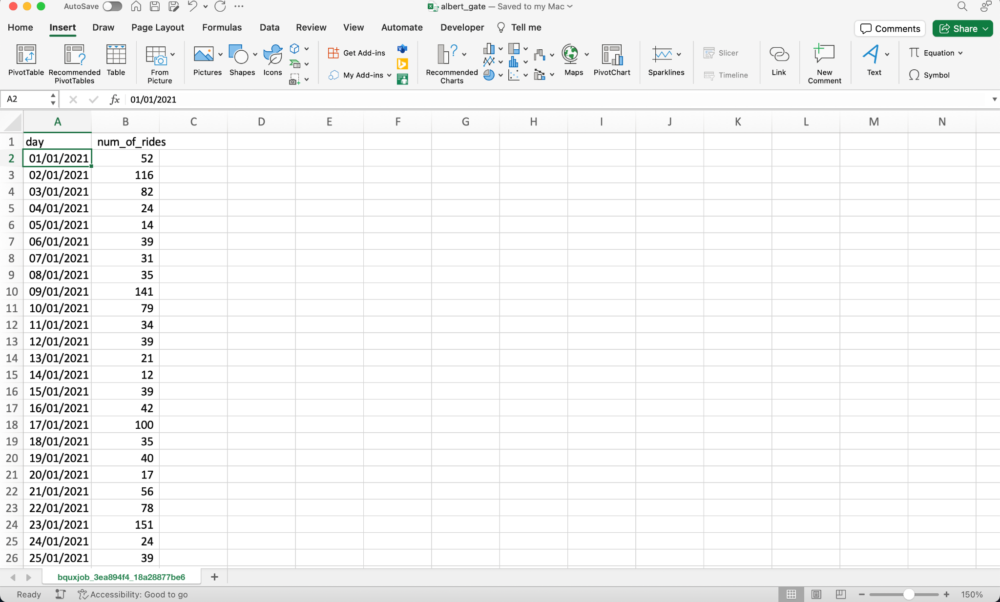 AutoSave
albert_gate — Saved to my Mac
Home Insert Draw Page Layout Formulas Data Review View Automate Developer Tell me
Comments Share
PivotTable
Recommended PivotTables
Table
From Picture
Pictures
Shapes
Icons
Get Add-ins
My Add-ins
Recommended Charts
Maps
PivotChart
Sparklines
Slicer
Timeline
Link
New Comment
Text
Equation
Symbol
A2 fx 01/01/2021
A B C D E F G H I J K L M N
1 day num_of_rides
2 01/01/2021 52
3 02/01/2021 116
4 03/01/2021 82
5 04/01/2021 24
6 05/01/2021 14
7 06/01/2021 39
8 07/01/2021 31
9 08/01/2021 35
10 09/01/2021 141
11 10/01/2021 79
12 11/01/2021 34
13 12/01/2021 39
14 13/01/2021 21
15 14/01/2021 12
16 15/01/2021 39
17 16/01/2021 42
18 17/01/2021 100
19 18/01/2021 35
20 19/01/2021 40
21 20/01/2021 17
22 21/01/2021 56
23 22/01/2021 78
24 23/01/2021 151
25 24/01/2021 24
26 25/01/2021 39
bquxjob_3ea894f4_18a28877be6
Ready Accessibility: Good to go 150%